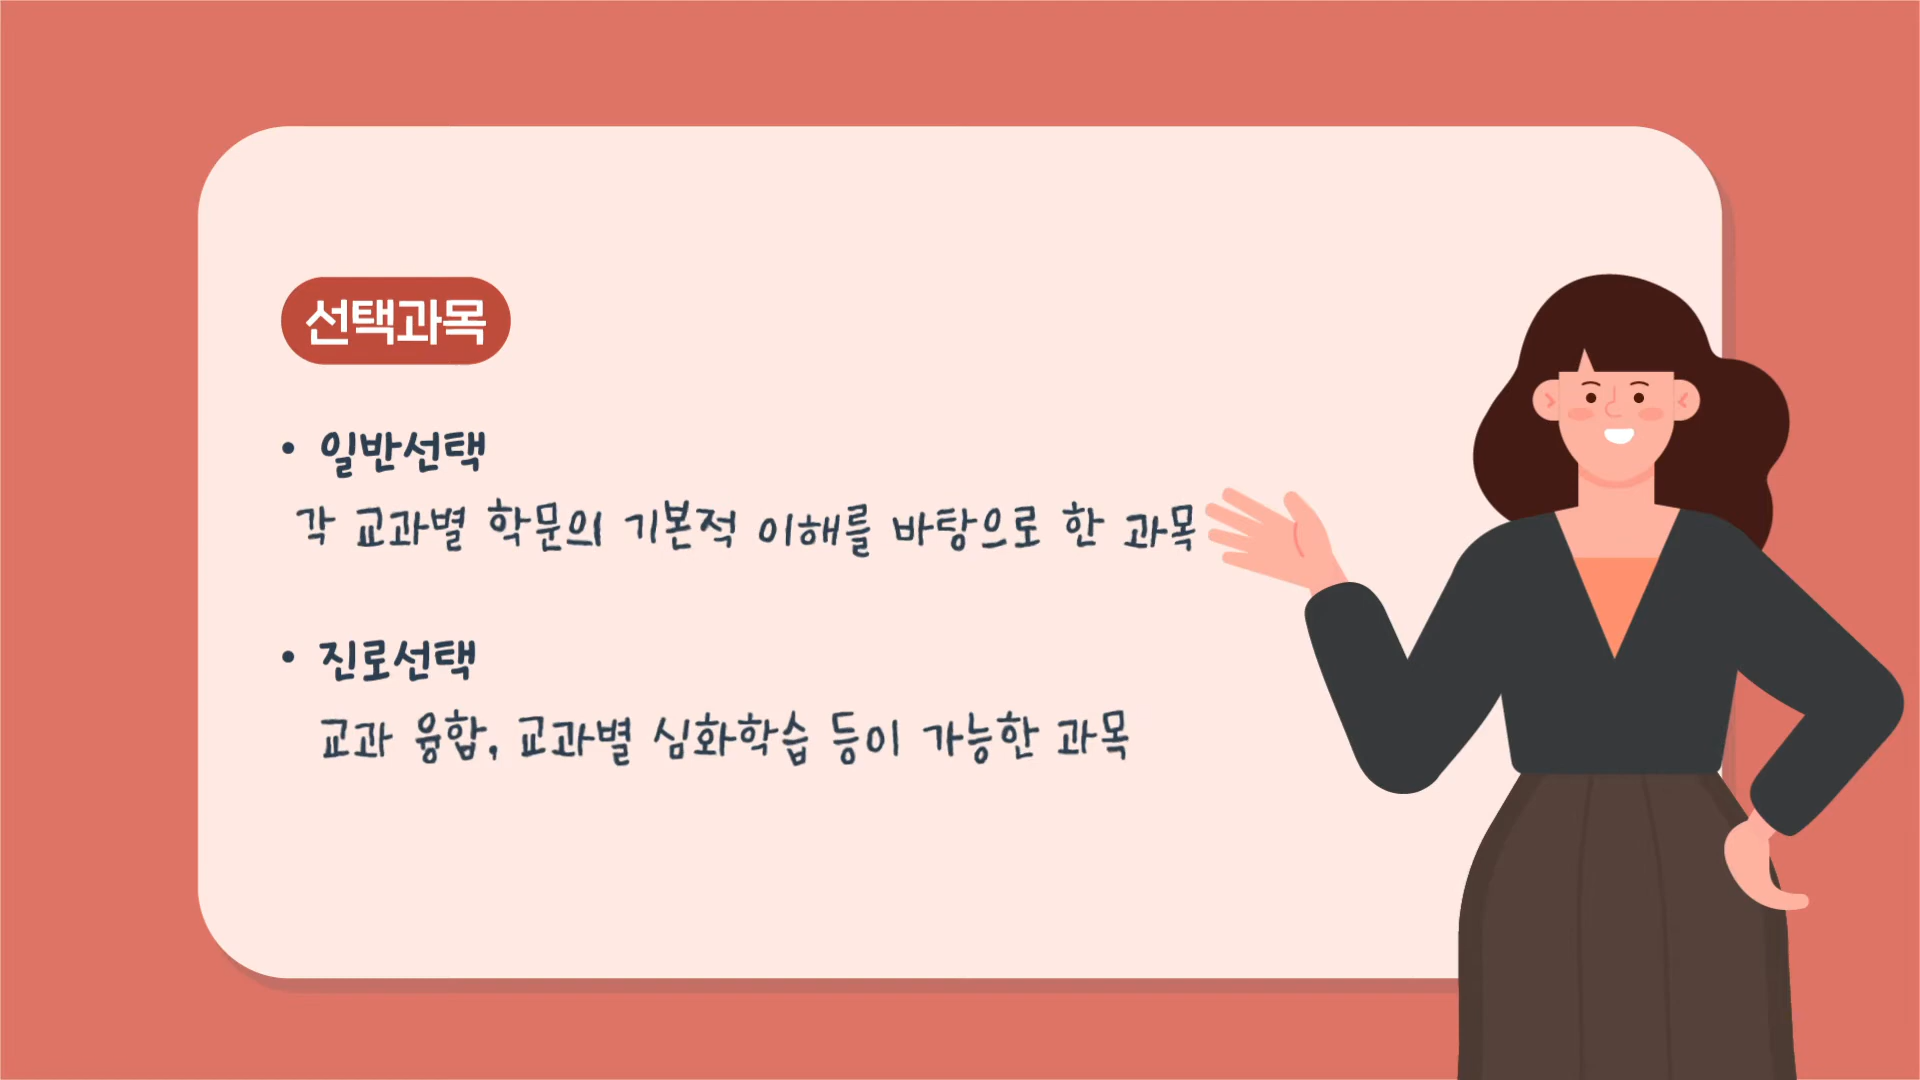 선택과목
• 일반선택
각 교과별 학문의 기본적 이해를 바탕으로 한 과목
• 진로선택
교과 융합, 교과별 심화학습 등이 가능한 과목